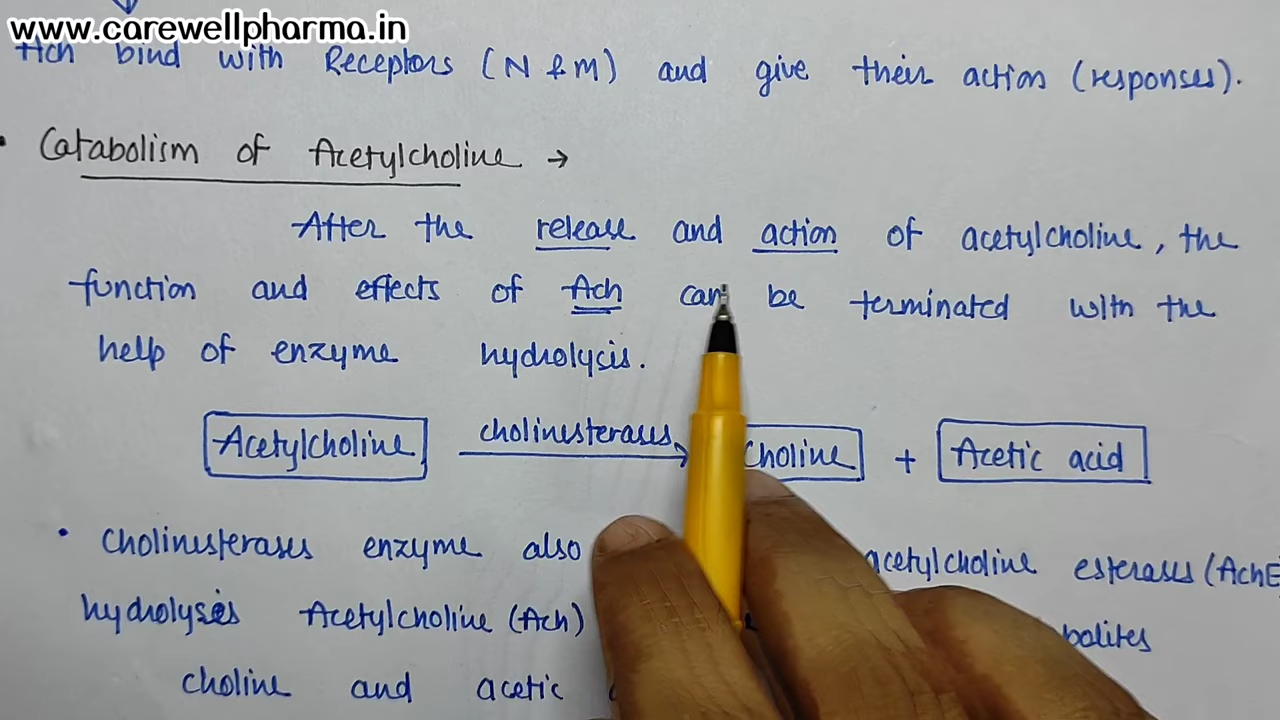 www.carewellpharma.in
Ach bind with Receptors (N & M) and give their action (responses).
• Catabolism of Acetylcholine →
After the release and action of acetylcholine, the
function and effects of Ach can be terminated with the
help of enzyme hydrolysis.
Acetylcholine cholinesterases → choline + Acetic acid
• Cholinesterases enzyme also acetylcholine esterases (AchE
hydrolysis Acetylcholine (Ach)
choline and acetic